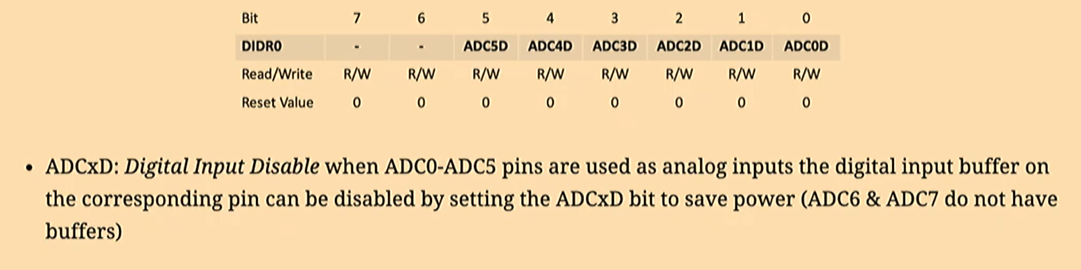 Bit 7 6 5 4 3 2 1 0
DIDR0 - - ADC5D ADC4D ADC3D ADC2D ADC1D ADC0D
Read/Write R/W R/W R/W R/W R/W R/W R/W R/W
Reset Value 0 0 0 0 0 0 0 0
• ADCxD: Digital Input Disable when ADC0-ADC5 pins are used as analog inputs the digital input buffer on
the corresponding pin can be disabled by setting the ADCxD bit to save power (ADC6 & ADC7 do not have
buffers)